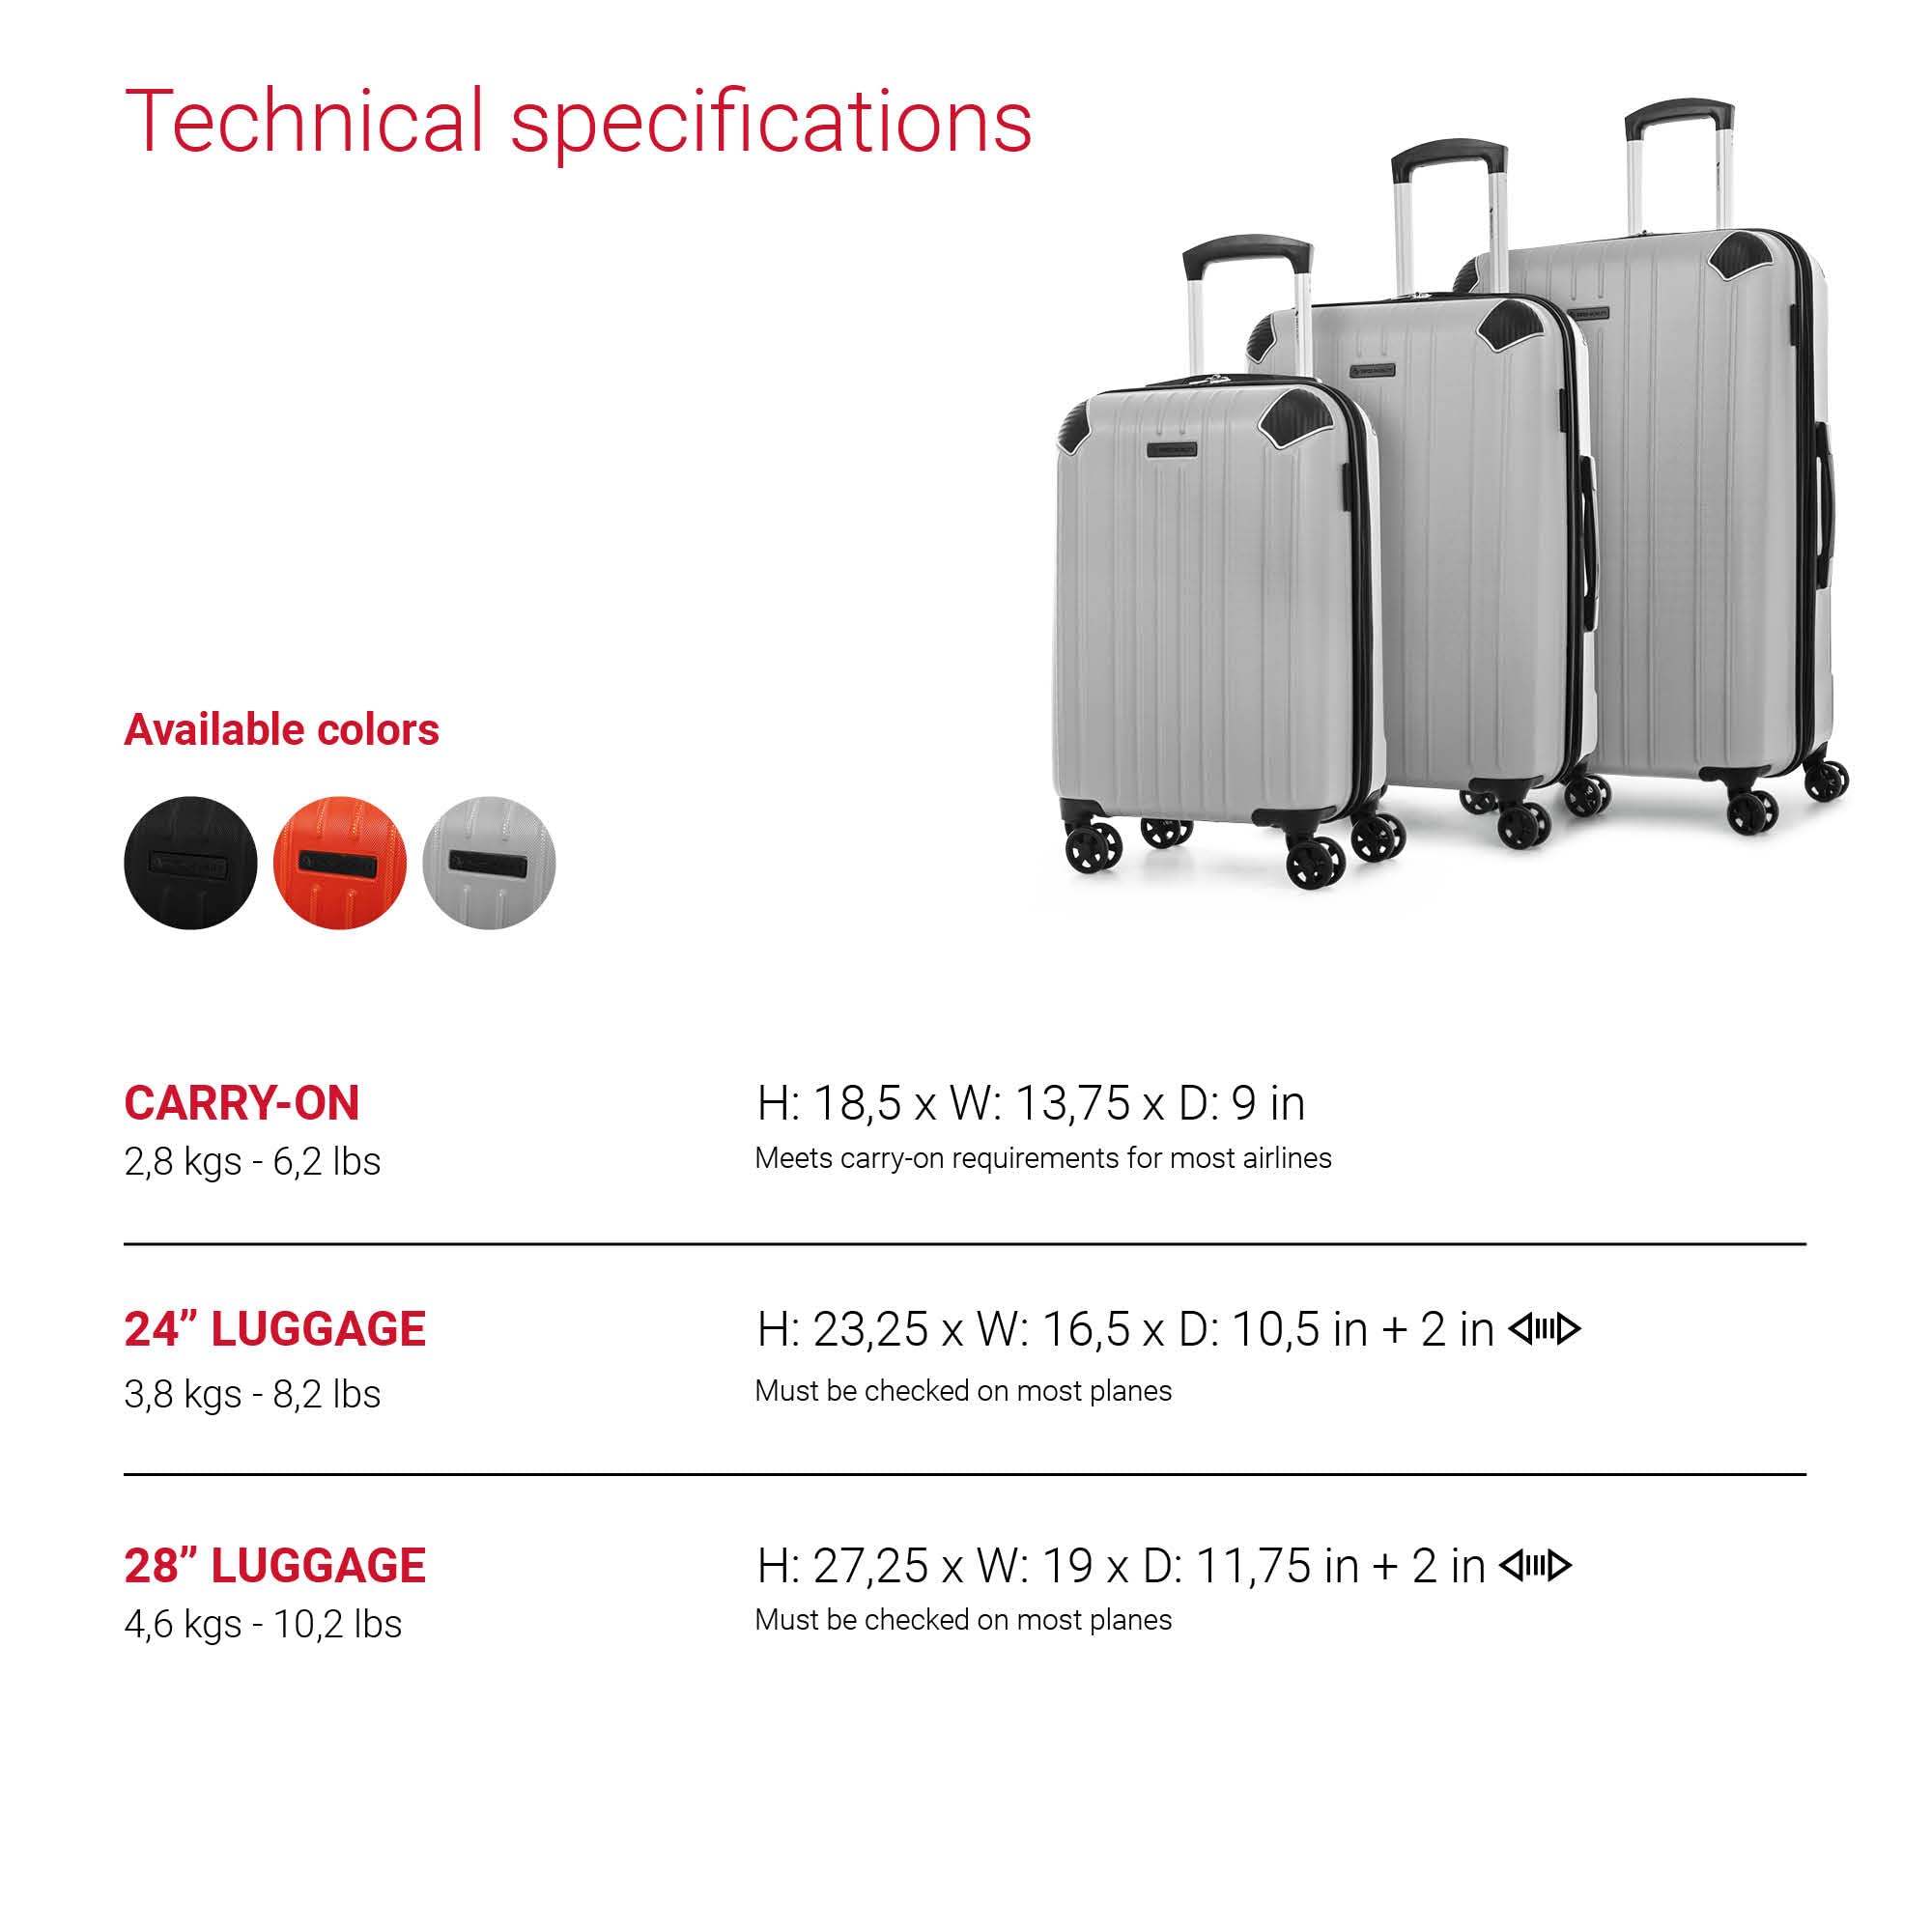 Technical specifications
Available colors
CARRY-ON
2,8 kgs - 6,2 lbs
H: 18,5 x W: 13,75 x D: 9 in
Meets carry-on requirements for most airlines
24” LUGGAGE
3,8 kgs - 8,2 lbs
H: 23,25 x W: 16,5 x D: 10,5 in + 2 in
Must be checked on most planes
28” LUGGAGE
4,6 kgs - 10,2 lbs
H: 27,25 x W: 19 x D: 11,75 in + 2 in
Must be checked on most planes